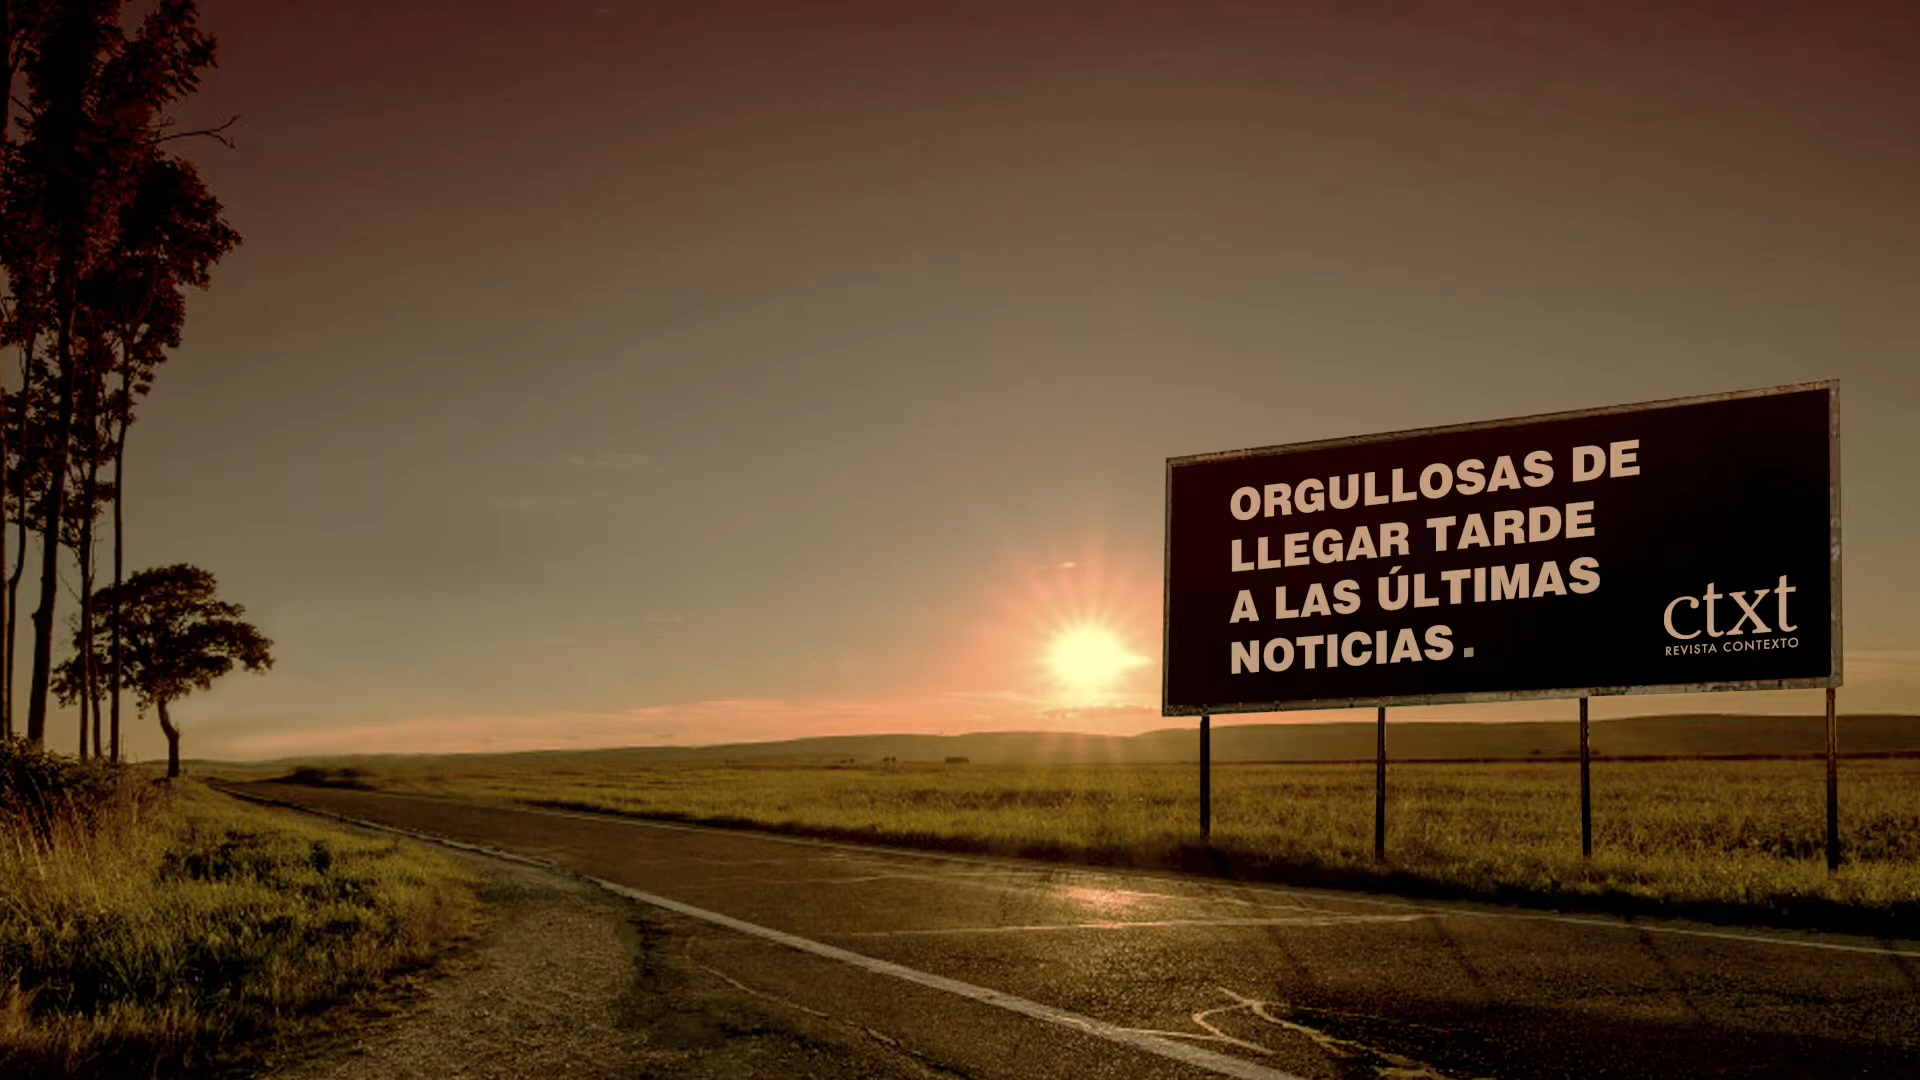 ORGULLOSAS DE
LLEGAR TARDE
A LAS ÚLTIMAS
NOTICIAS.
ctxt
REVISTA CONTEXTO